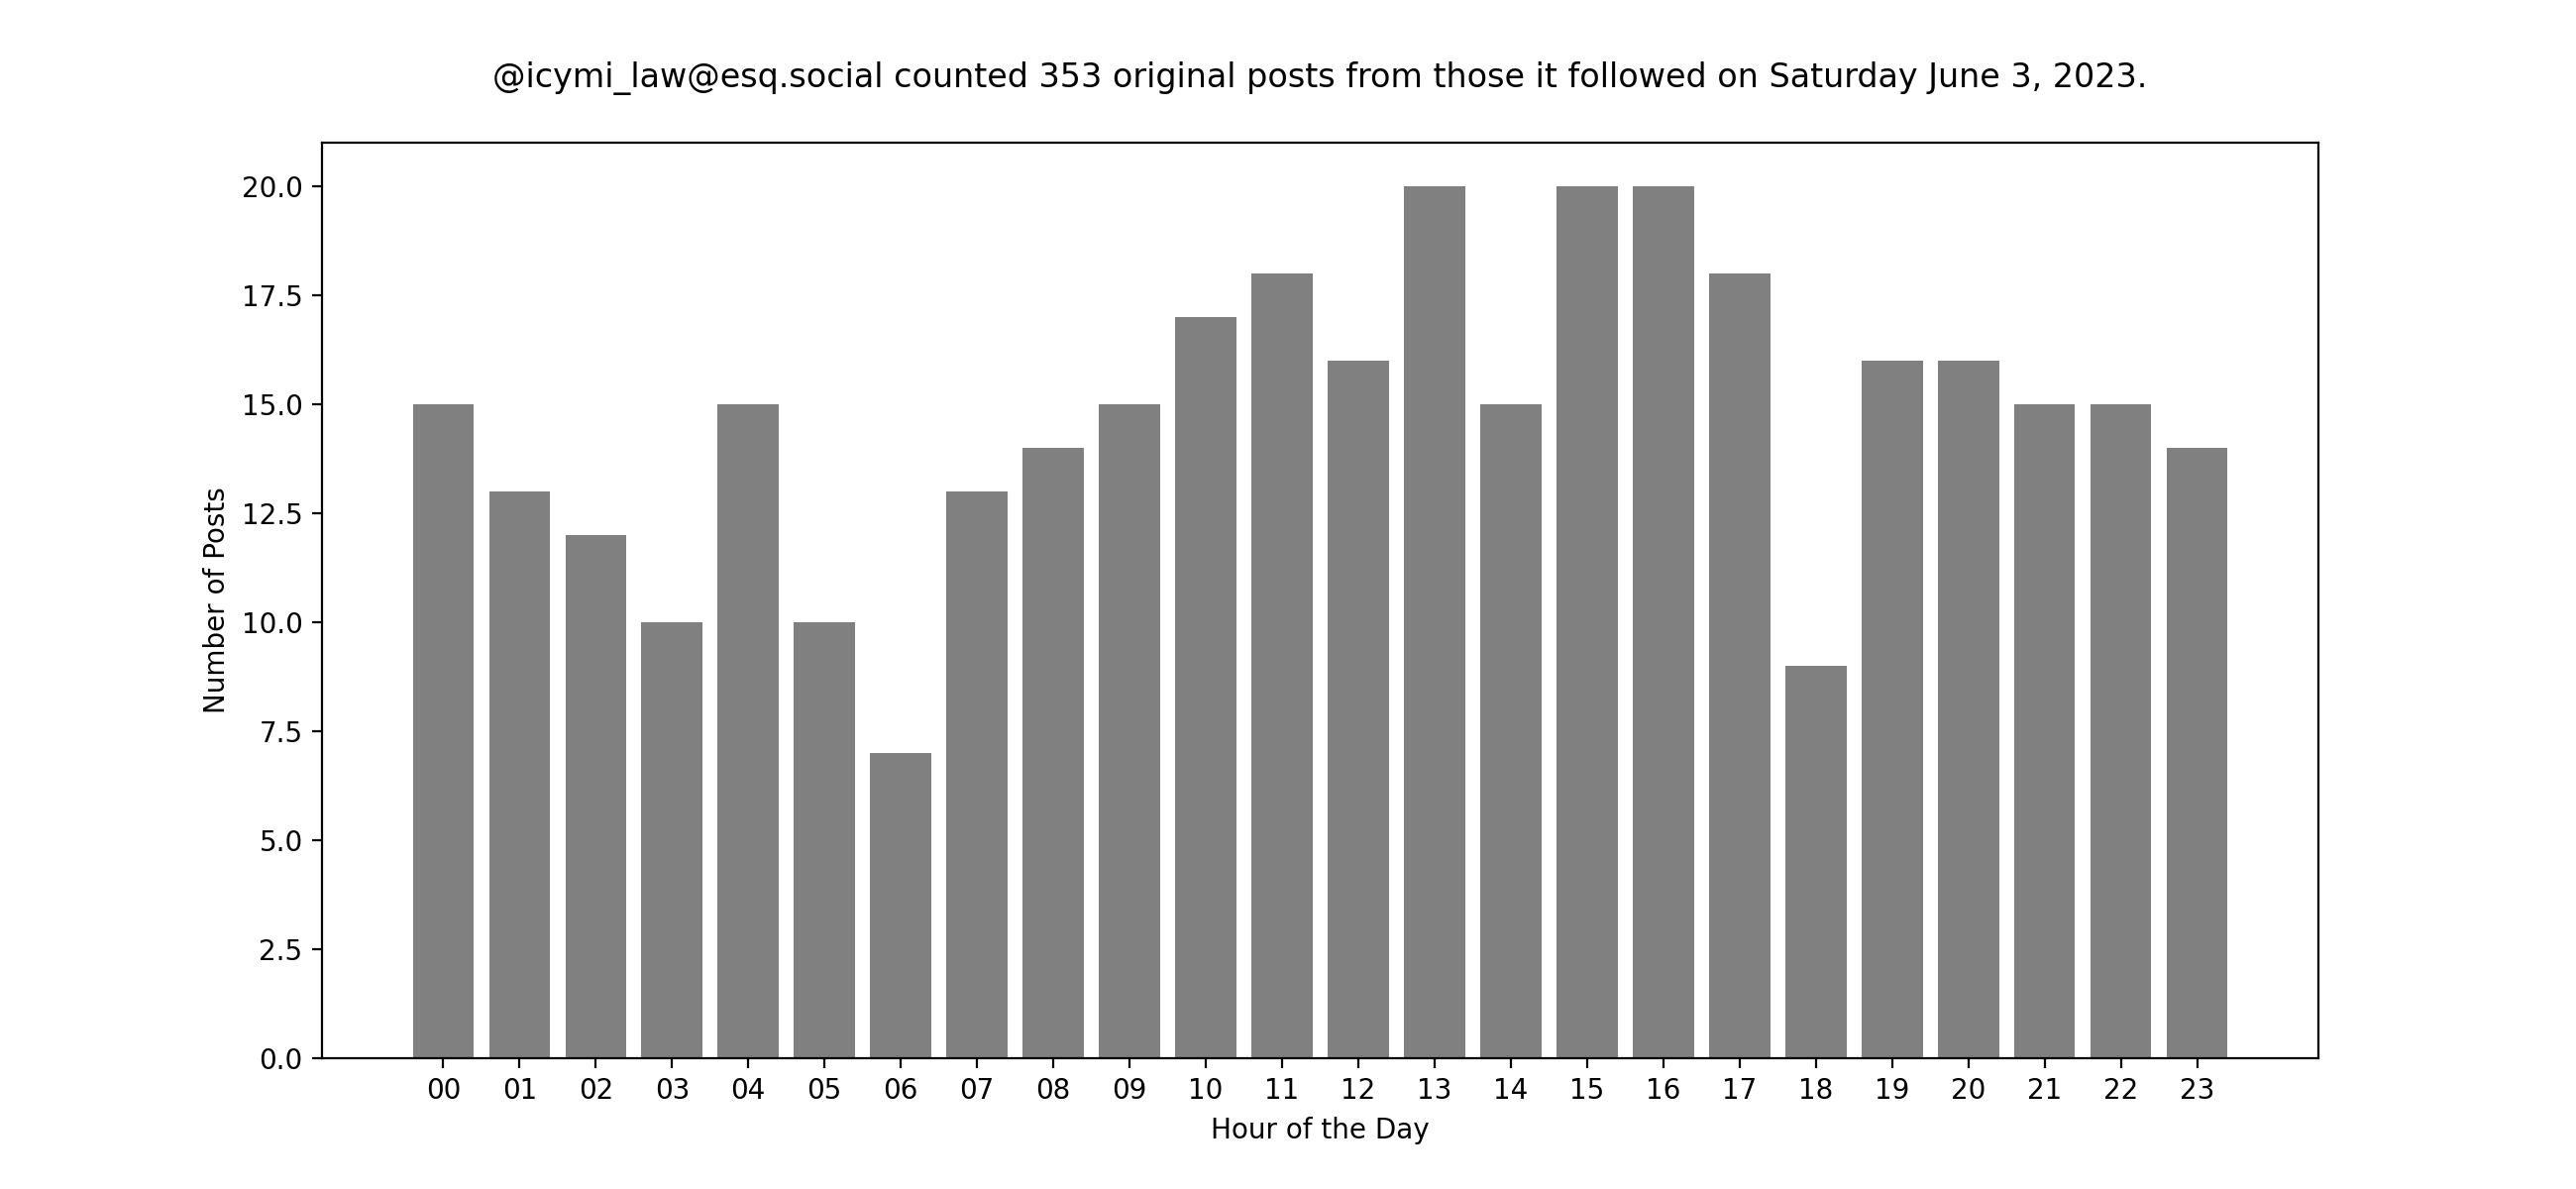 @icymi_law@esq.social counted 353 original posts from those it followed on Saturday June 3, 2023.
20.0
17.5
15.0
12.5
10.0
7.5
5.0
2.5
0.0
Number of Posts
00 01 02 03 04 05 06 07 08 09 10 11 12 13 14 15 16 17 18 19 20 21 22 23
Hour of the Day